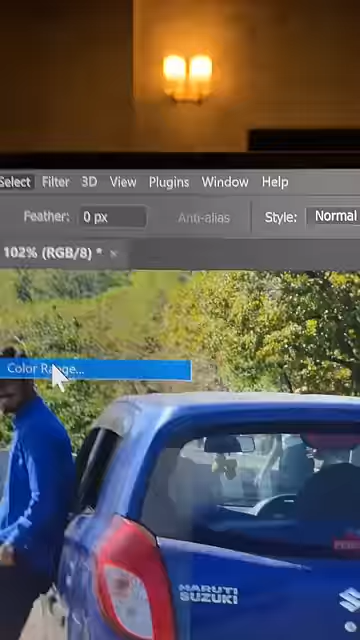 Select Filter 3D View Plugins Window Help
Feather: 0 px Anti-alias Style: Normal
102% (RGB/8) * ×
Color Range...
MARUTI
SUZUKI